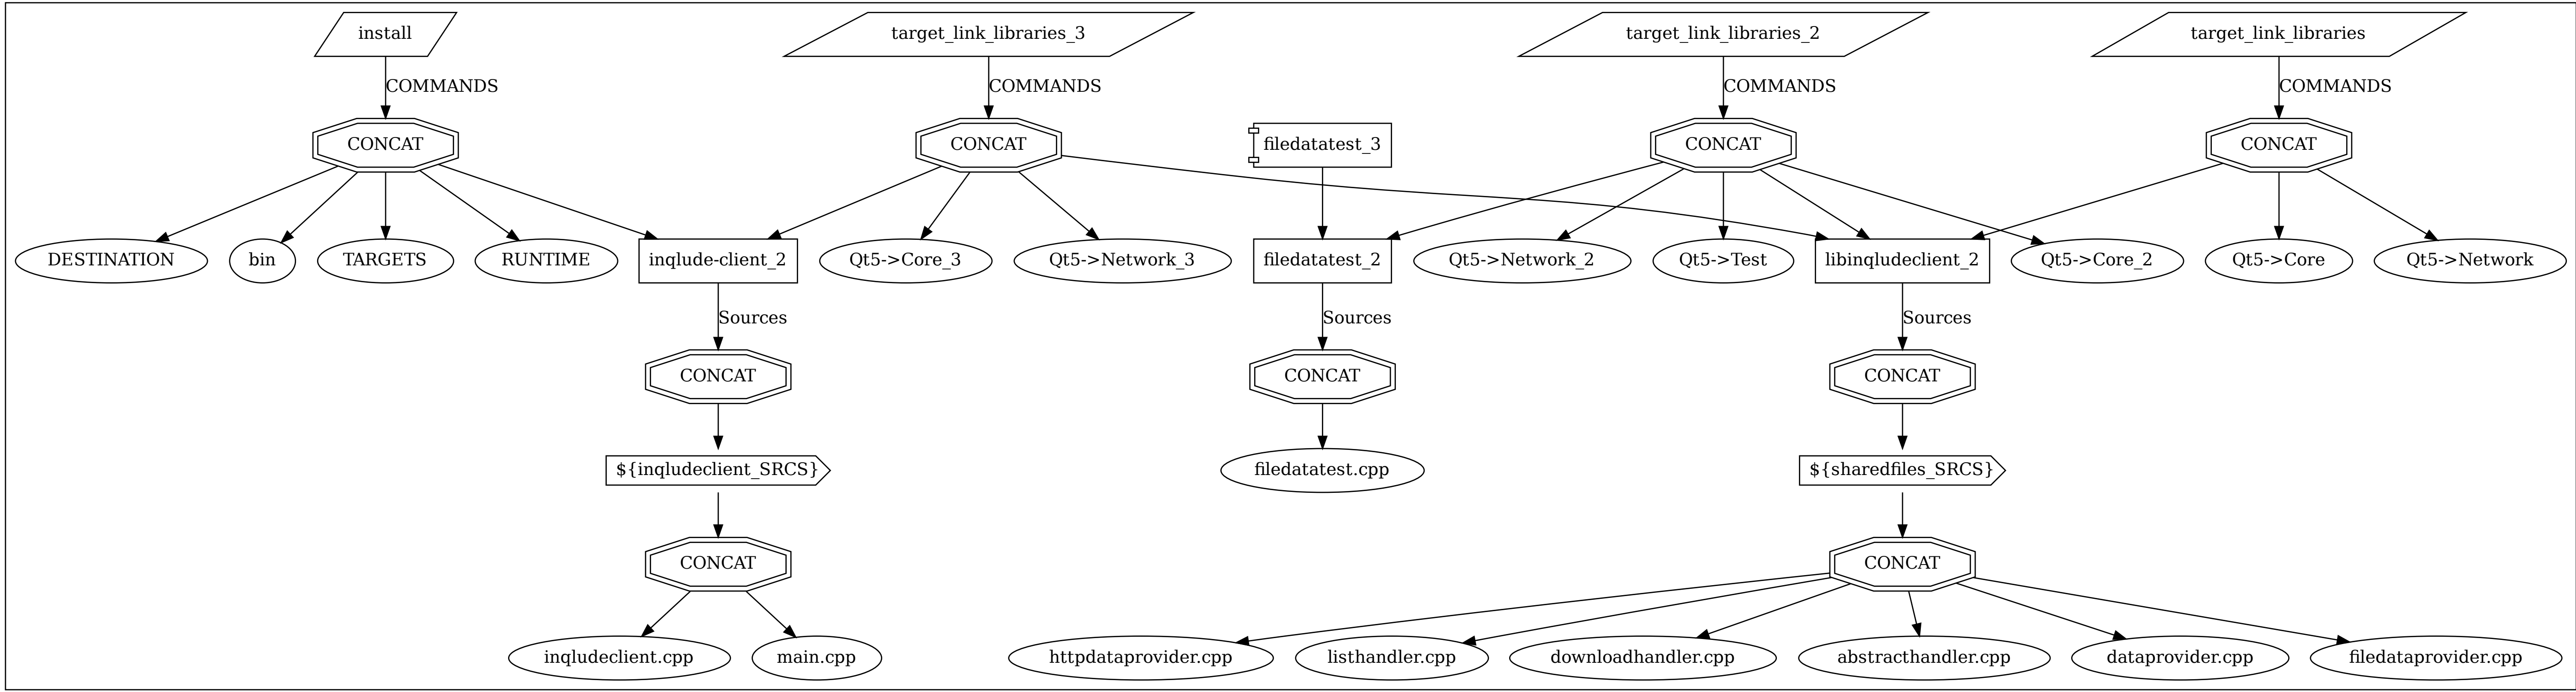 install
target_link_libraries_3
target_link_libraries_2
target_link_libraries
COMMANDS
COMMANDS
COMMANDS
COMMANDS
CONCAT
CONCAT
filedatatest_3
CONCAT
CONCAT
DESTINATION
bin
TARGETS
RUNTIME
inqlude-client_2
Qt5->Core_3
Qt5->Network_3
filedatatest_2
Qt5->Network_2
Qt5->Test
libinqludeclient_2
Qt5->Core_2
Qt5->Core
Qt5->Network
Sources
Sources
Sources
CONCAT
CONCAT
CONCAT
${inqludeclient_SRCS}
filedatatest.cpp
${sharedfiles_SRCS}
CONCAT
CONCAT
inqludeclient.cpp
main.cpp
httpdataprovider.cpp
listhandler.cpp
downloadhandler.cpp
abstracthandler.cpp
dataprovider.cpp
filedataprovider.cpp